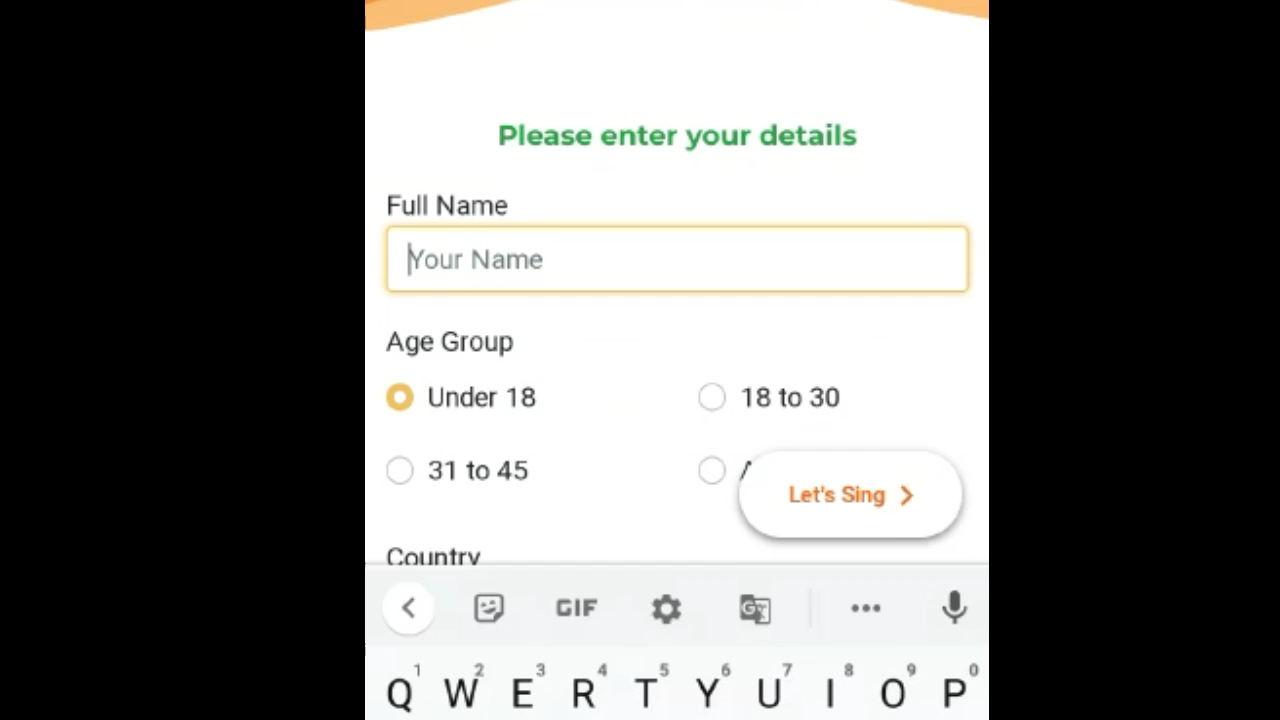 Please enter your details
Full Name
Your Name
Age Group
Under 18
18 to 30
31 to 45
Let's Sing
Country
GIF
1 2 3 4 5 6 7 8 9 0
Q W E R T Y U I O P